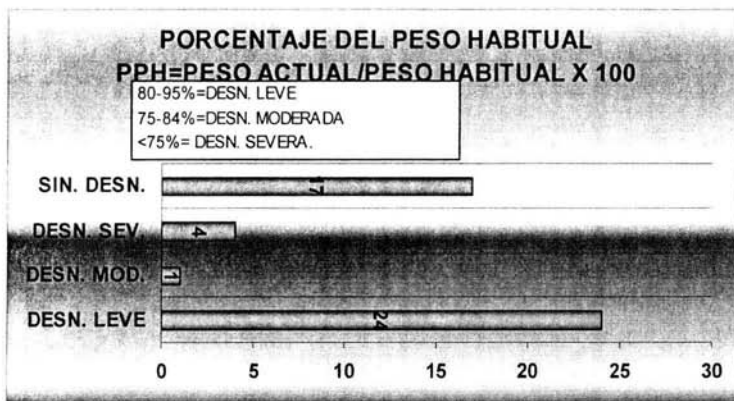 PORCENTAJE DEL PESO HABITUAL
PPH=PESO ACTUAL/PESO HABITUAL X 100
80-95%=DESN. LEVE
75-84%=DESN. MODERADA
<75%= DESN. SEVERA.
SIN. DESN.
17
DESN. SEV.
4
DESN. MOD.
1
DESN. LEVE
24
0 5 10 15 20 25 30